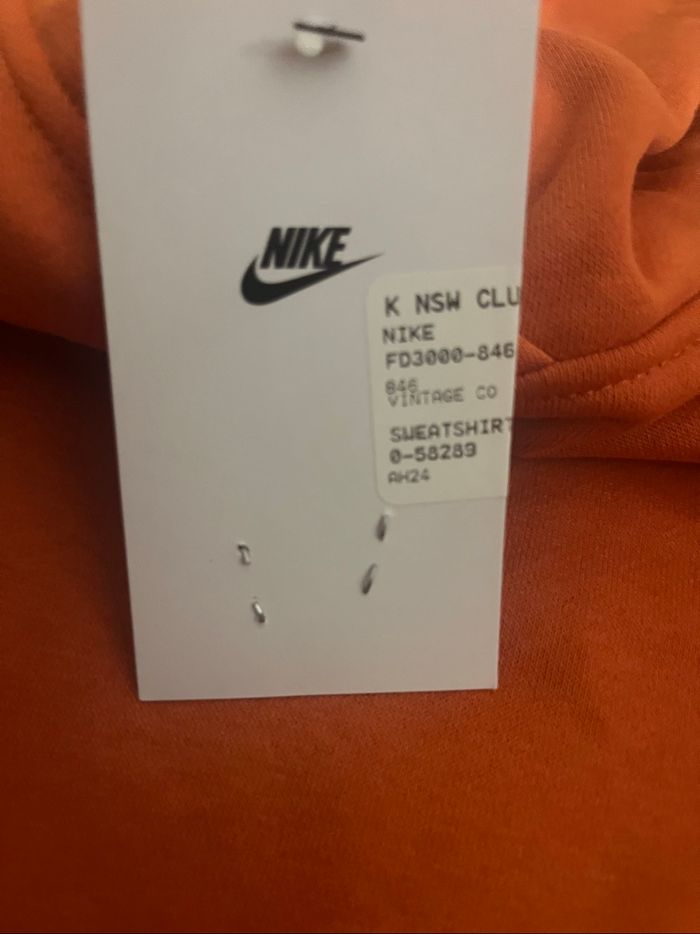 NIKE
K NSW CLU
NIKE
FD3000-846
846
VINTAGE CO
SWEATSHIRT
0-58289
AH24